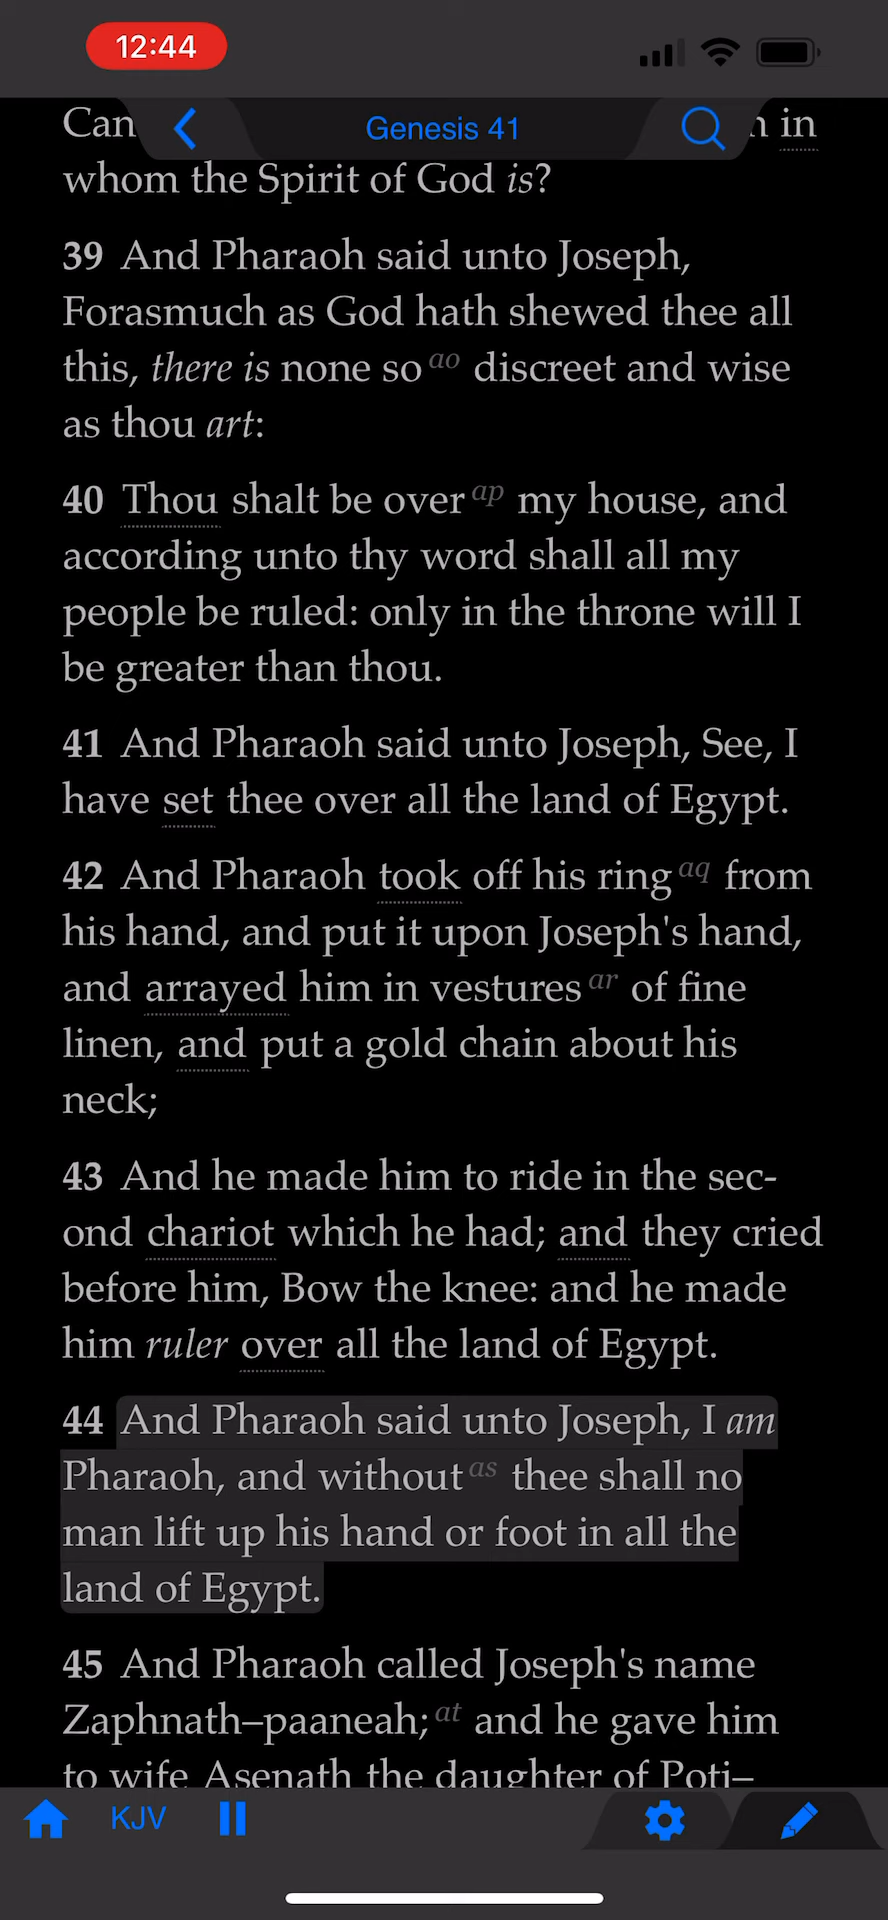 12:44
Genesis 41
Can in
whom the Spirit of God is?
39 And Pharaoh said unto Joseph,
Forasmuch as God hath shewed thee all
this, there is none so ao discreet and wise
as thou art:
40 Thou shalt be over ap my house, and
according unto thy word shall all my
people be ruled: only in the throne will I
be greater than thou.
41 And Pharaoh said unto Joseph, See, I
have set thee over all the land of Egypt.
42 And Pharaoh took off his ring aq from
his hand, and put it upon Joseph's hand,
and arrayed him in vestures ar of fine
linen, and put a gold chain about his
neck;
43 And he made him to ride in the sec-
ond chariot which he had; and they cried
before him, Bow the knee: and he made
him ruler over all the land of Egypt.
44 And Pharaoh said unto Joseph, I am
Pharaoh, and without as thee shall no
man lift up his hand or foot in all the
land of Egypt.
45 And Pharaoh called Joseph's name
Zaphnath–paaneah; at and he gave him
to wife Asenath the daughter of Poti–
KJV